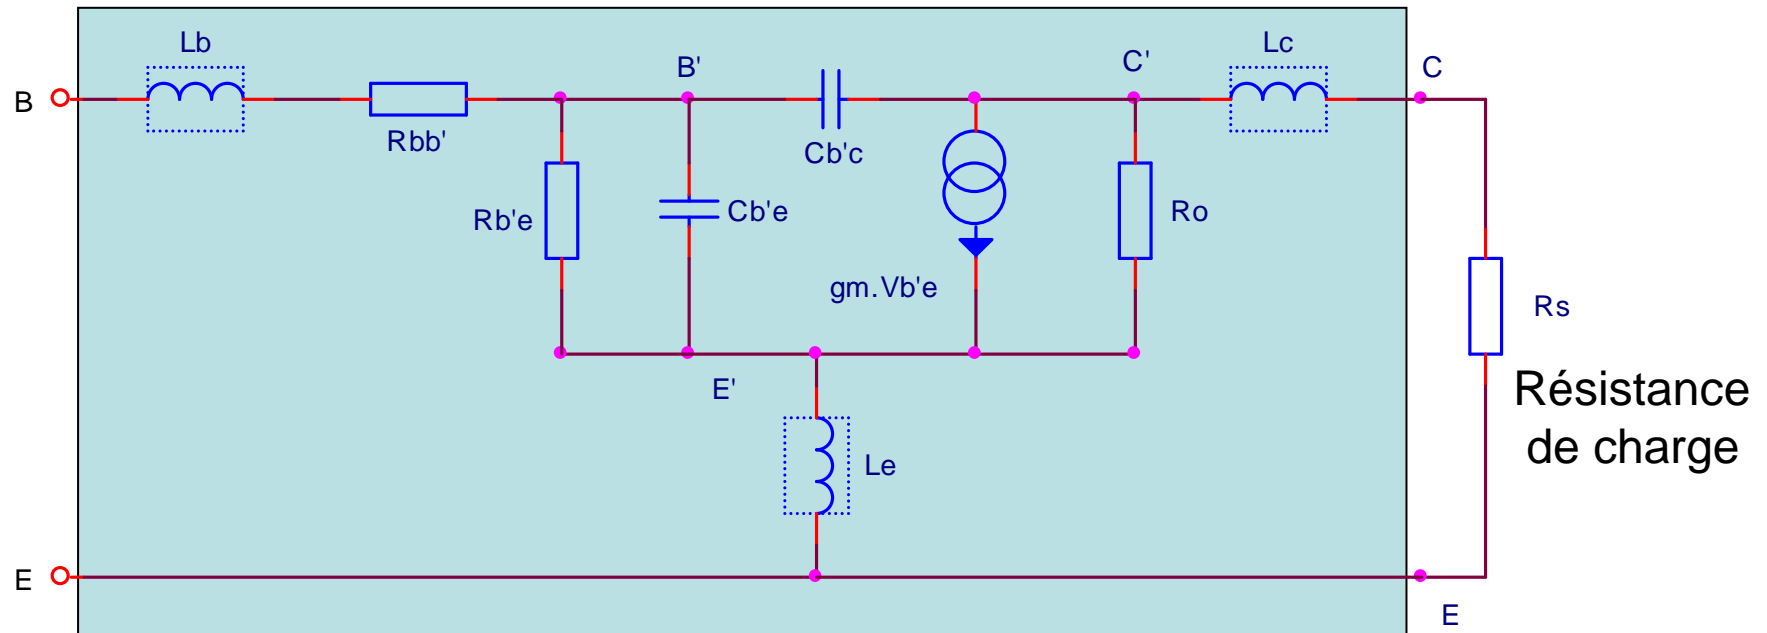 Lb
Lc
B'
C'
C
B
Rbb'
Cb'c
Rb'e
Cb'e
Ro
gm.Vb'e
Rs
E'
Résistance
de charge
Le
E
E